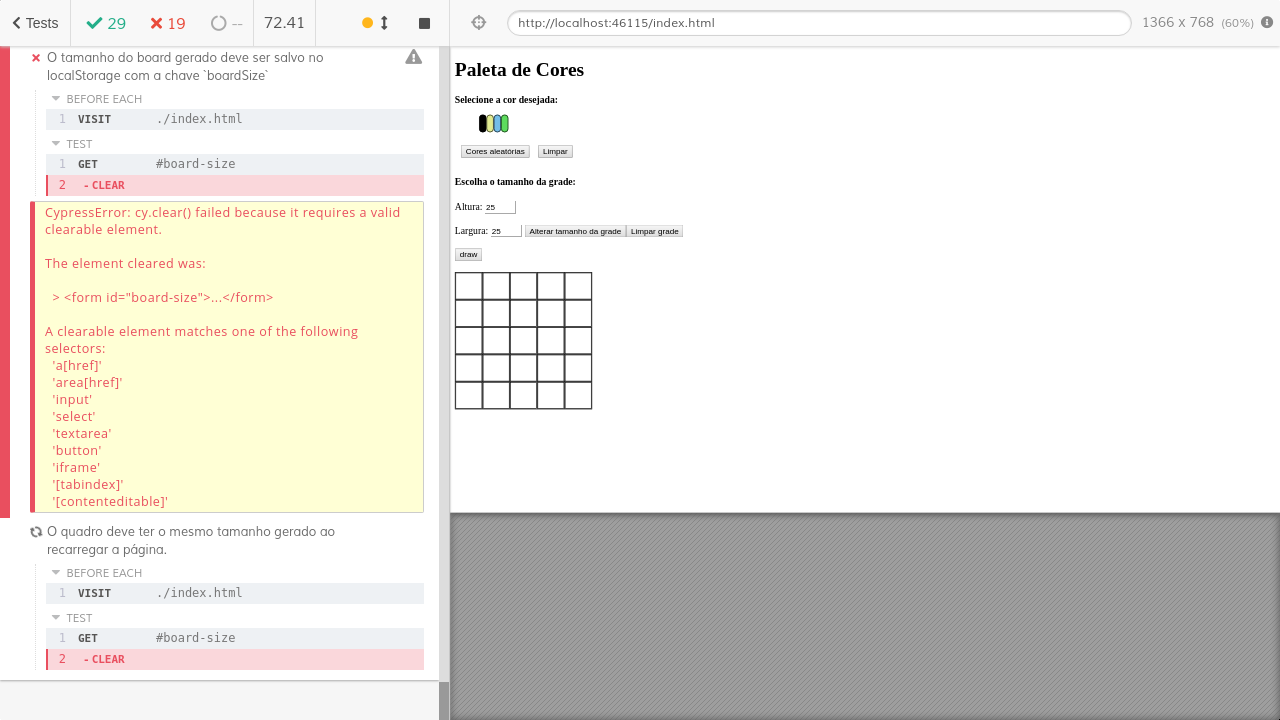 Tests 29 19 -- 72.41
O tamanho do board gerado deve ser salvo no
localStorage com a chave `boardSize`
BEFORE EACH
1 VISIT ./index.html
TEST
1 GET #board-size
2 - CLEAR
CypressError: cy.clear() failed because it requires a valid
clearable element.
The element cleared was:
> <form id="board-size">...</form>
A clearable element matches one of the following
selectors:
'a[href]'
'area[href]'
'input'
'select'
'textarea'
'button'
'iframe'
'[tabindex]'
'[contenteditable]'
O quadro deve ter o mesmo tamanho gerado ao
recarregar a página.
BEFORE EACH
1 VISIT ./index.html
TEST
1 GET #board-size
2 - CLEAR
http://localhost:46115/index.html 1366 x 768 (60%)
Paleta de Cores
Selecione a cor desejada:
Cores aleatórias Limpar
Escolha o tamanho da grade:
Altura: 25
Largura: 25 Alterar tamanho da grade Limpar grade
draw